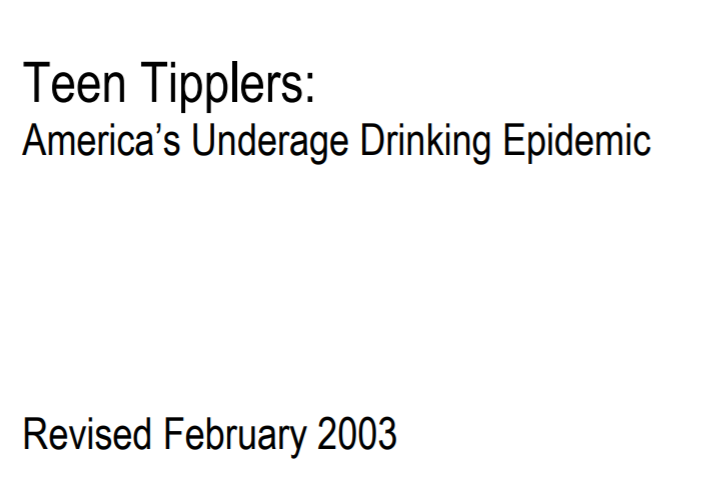 Teen Tipplers:
America’s Underage Drinking Epidemic
Revised February 2003